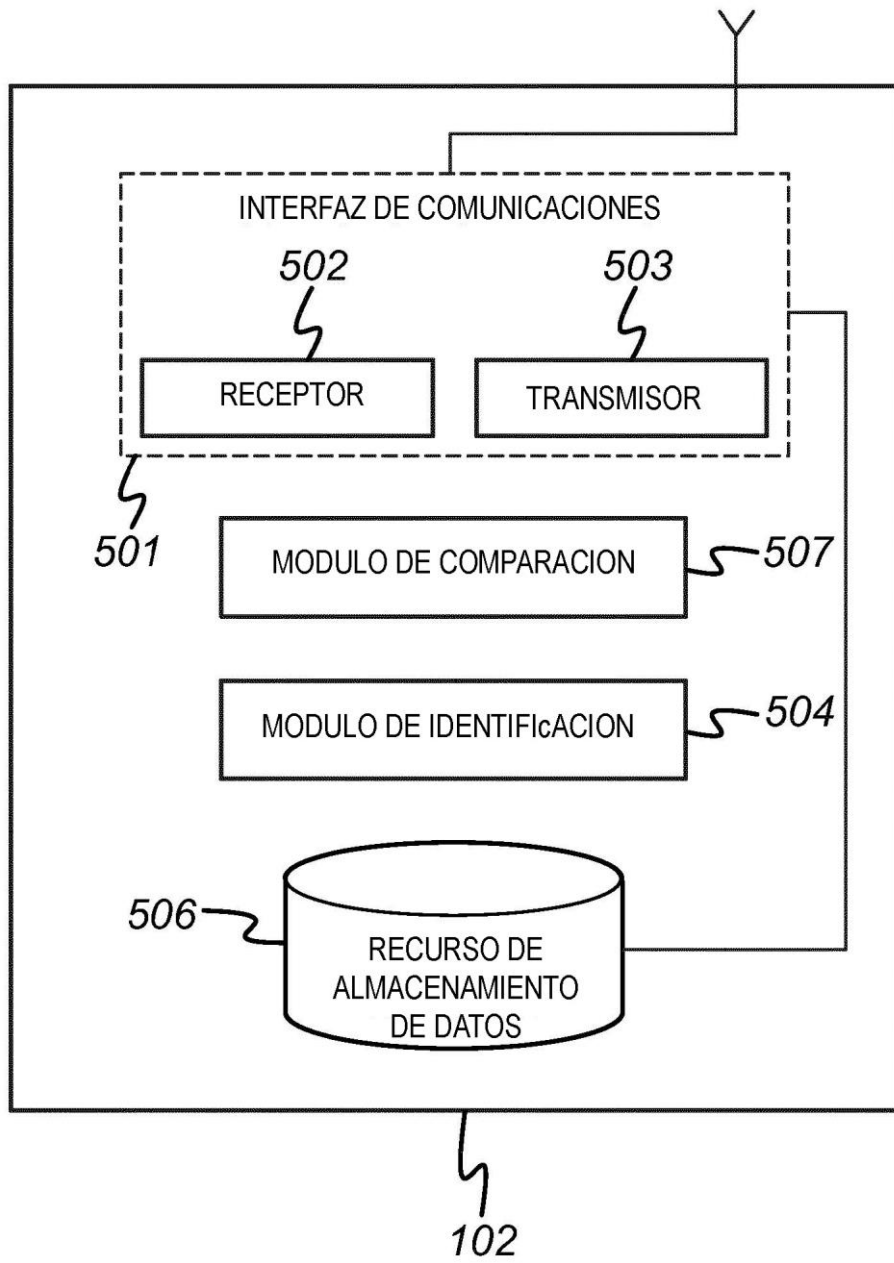 INTERFAZ DE COMUNICACIONES
502
503
RECEPTOR
TRANSMISOR
501
MODULO DE COMPARACION
507
MODULO DE IDENTIFIcACION
504
506
RECURSO DE
ALMACENAMIENTO
DE DATOS
102